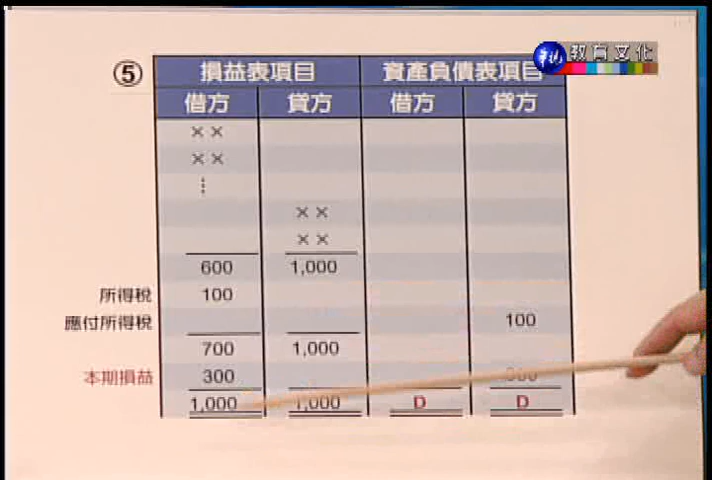 華視 教育文化
⑤ 損益表項目 資產負債表項目
借方 貸方 借方 貸方
××
××
⋮
××
××
600 1,000
所得稅 100
應付所得稅 100
700 1,000
本期損益 300
1,000 1,000 D D